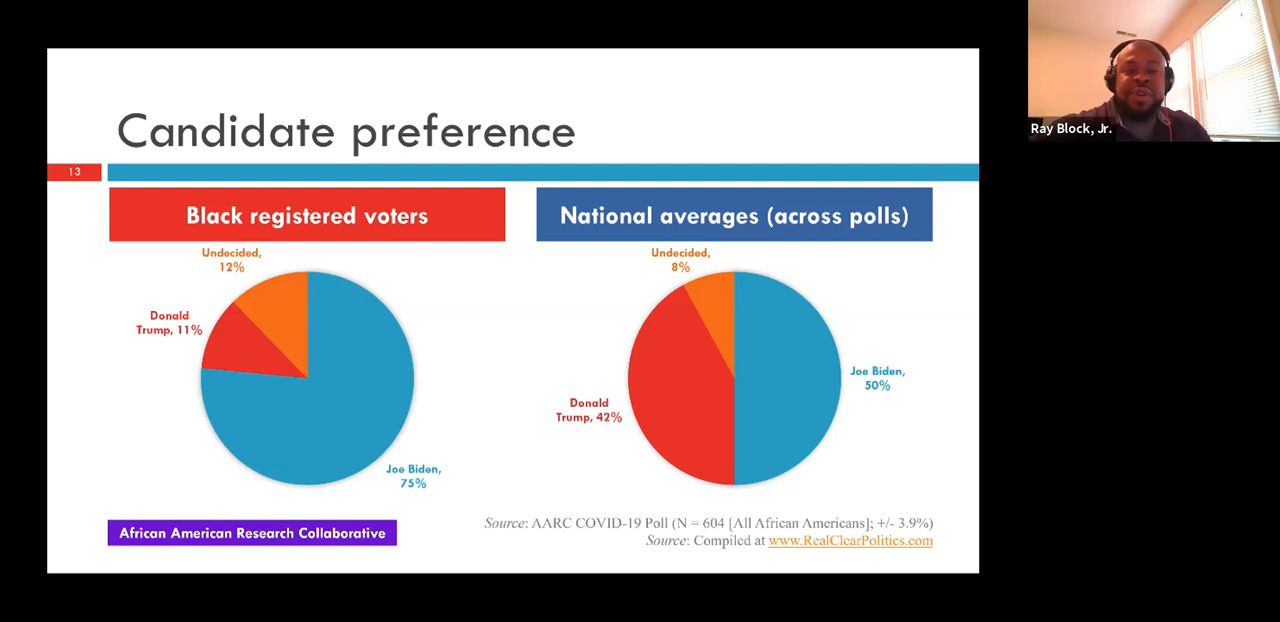 Candidate preference
13
Black registered voters
National averages (across polls)
Undecided,
12%
Donald
Trump, 11%
Joe Biden,
75%
Undecided,
8%
Donald
Trump, 42%
Joe Biden,
50%
African American Research Collaborative
Source: AARC COVID-19 Poll (N = 604 [All African Americans]; +/- 3.9%)
Source: Compiled at www.RealClearPolitics.com
Ray Block, Jr.